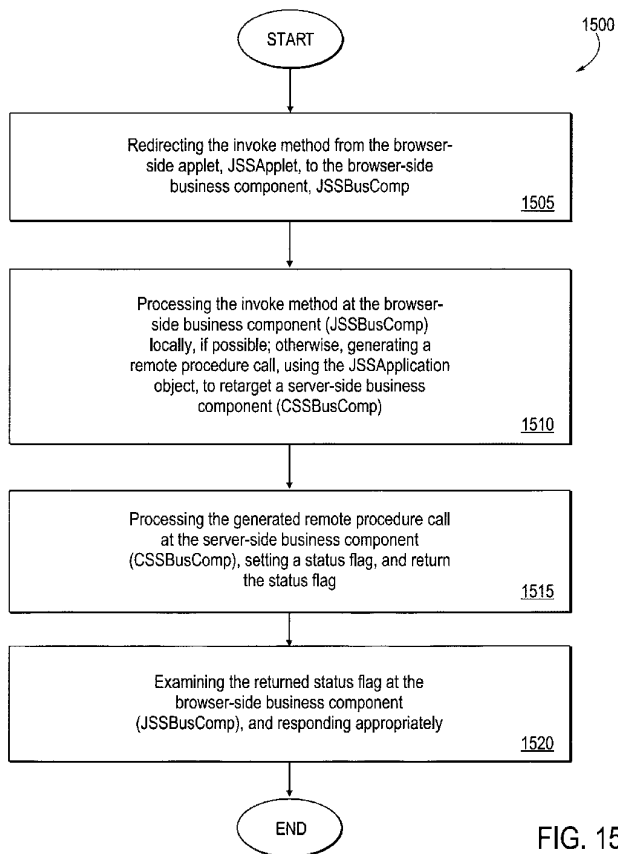 START
1500
Redirecting the invoke method from the browser-
side applet, JSSApplet, to the browser-side
business component, JSSBusComp
1505
Processing the invoke method at the browser-
side business component (JSSBusComp)
locally, if possible; otherwise, generating a
remote procedure call, using the JSSApplication
object, to retarget a server-side business
component (CSSBusComp)
1510
Processing the generated remote procedure call
at the server-side business component
(CSSBusComp), setting a status flag, and return
the status flag
1515
Examining the returned status flag at the
browser-side business component
(JSSBusComp), and responding appropriately
1520
END
FIG. 15